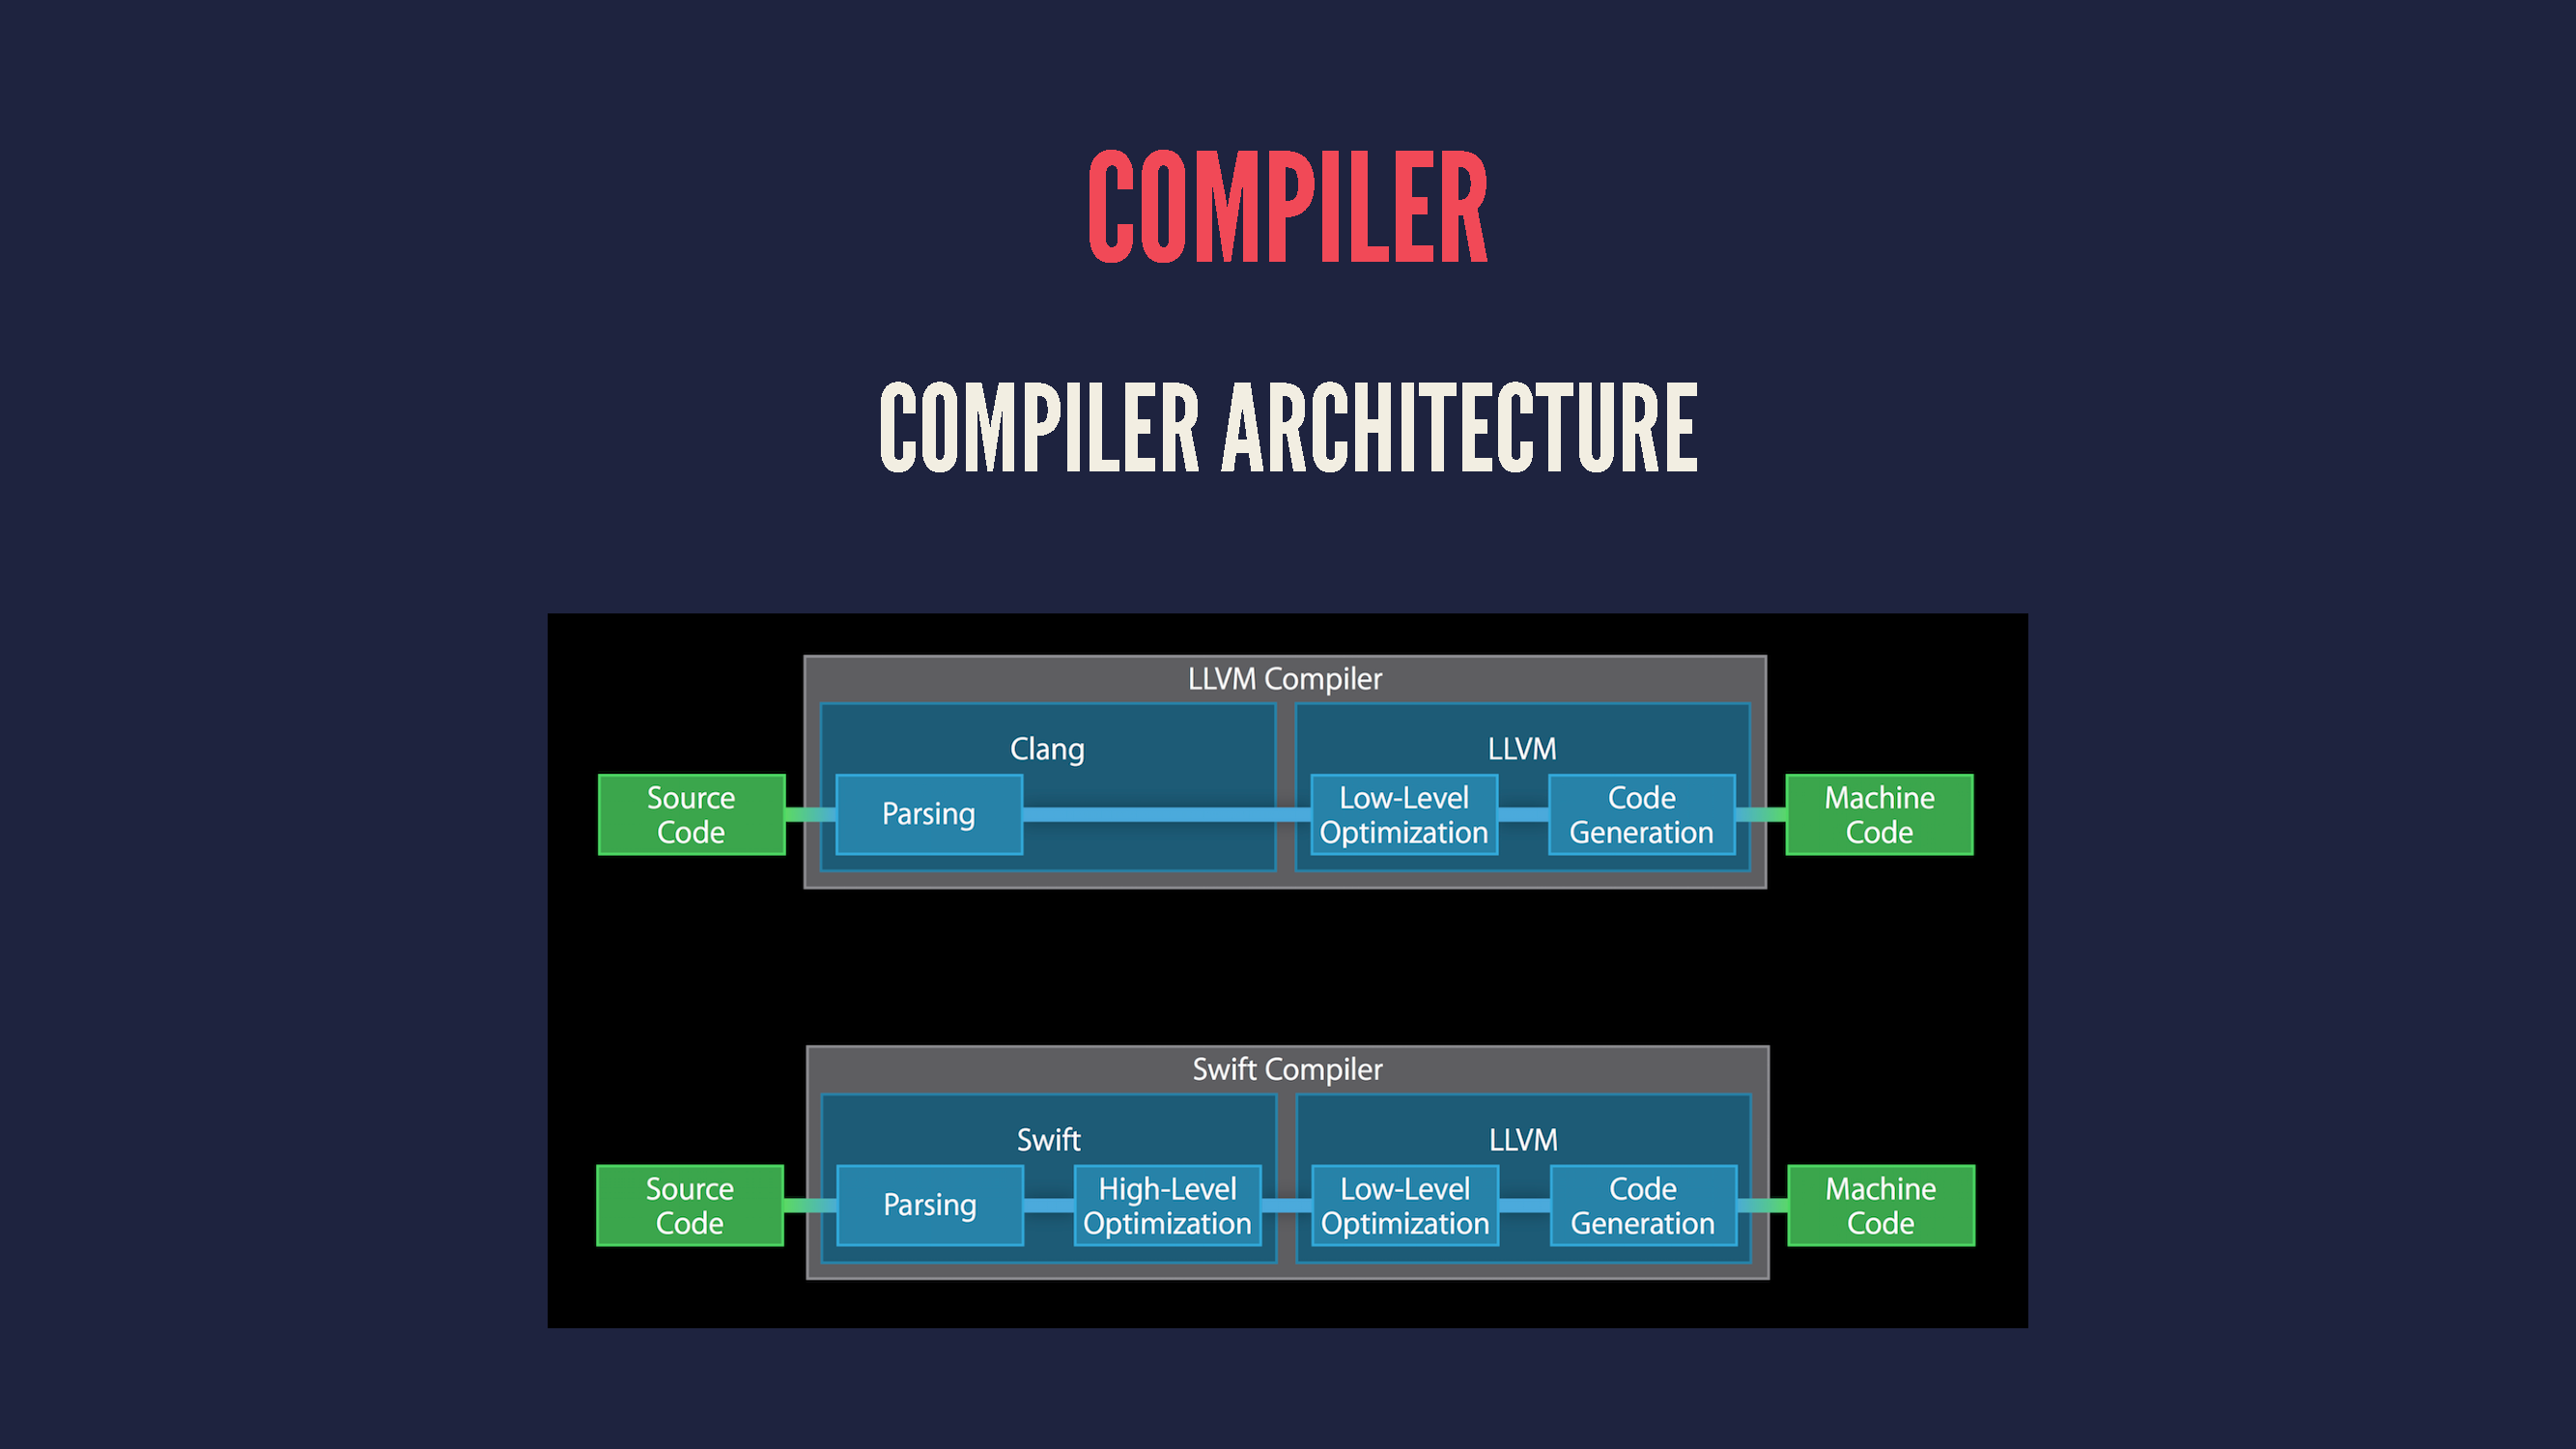 COMPILER
COMPILER ARCHITECTURE
LLVM Compiler
Clang
LLVM
Source
Code
Parsing
Low-Level
Optimization
Code
Generation
Machine
Code
Swift Compiler
Swift
LLVM
Source
Code
Parsing
High-Level
Optimization
Low-Level
Optimization
Code
Generation
Machine
Code